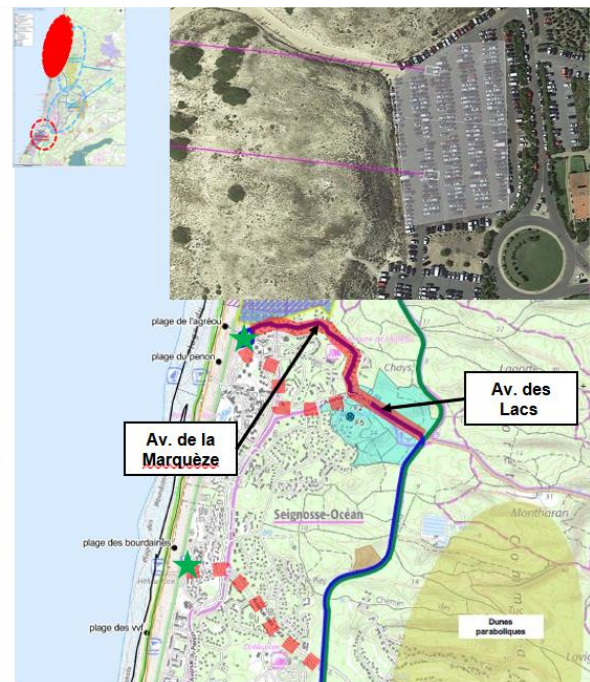 plage de l'agréou
plage du penon
Chays
Laporte
Av. des
Lacs
Av. de la
Marquèze
Seignosse-Océan
Montharan
plage des bourdaines
plage des vvf
Dunes
paraboliques